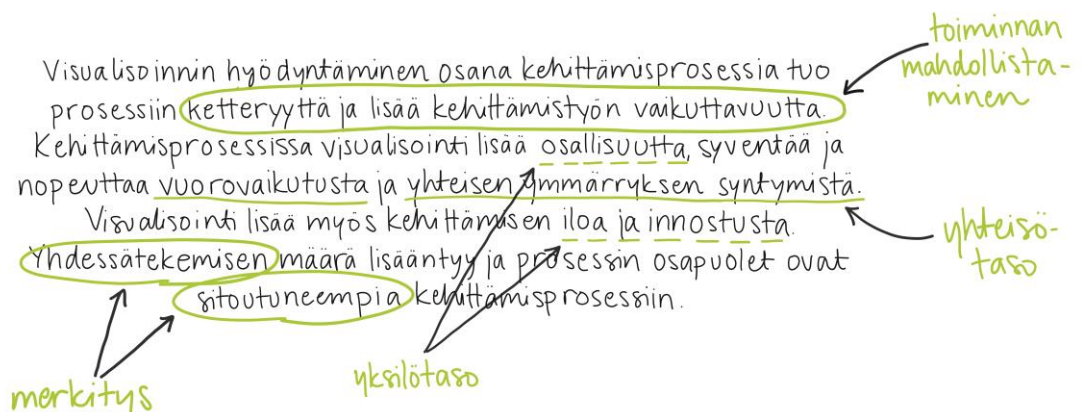 toiminnan
mahdollista-
minen
Visualisoinnin hyödyntäminen osana kehittämisprosessia tuo
prosessiin ketteryyttä ja lisää kehittämistyön vaikuttavuutta.
Kehittämisprosessissa visualisointi lisää osallisuutta, syventää ja
nopeuttaa vuorovaikutusta ja yhteisen ymmärryksen syntymistä.
Visualisointi lisää myös kehittämisen iloa ja innostusta.
Yhdessätekemisen määrä lisääntyy ja prosessin osapuolet ovat
sitoutuneempia kehittämisprosessiin.
yhteisö-
taso
merkitys
yksilötaso